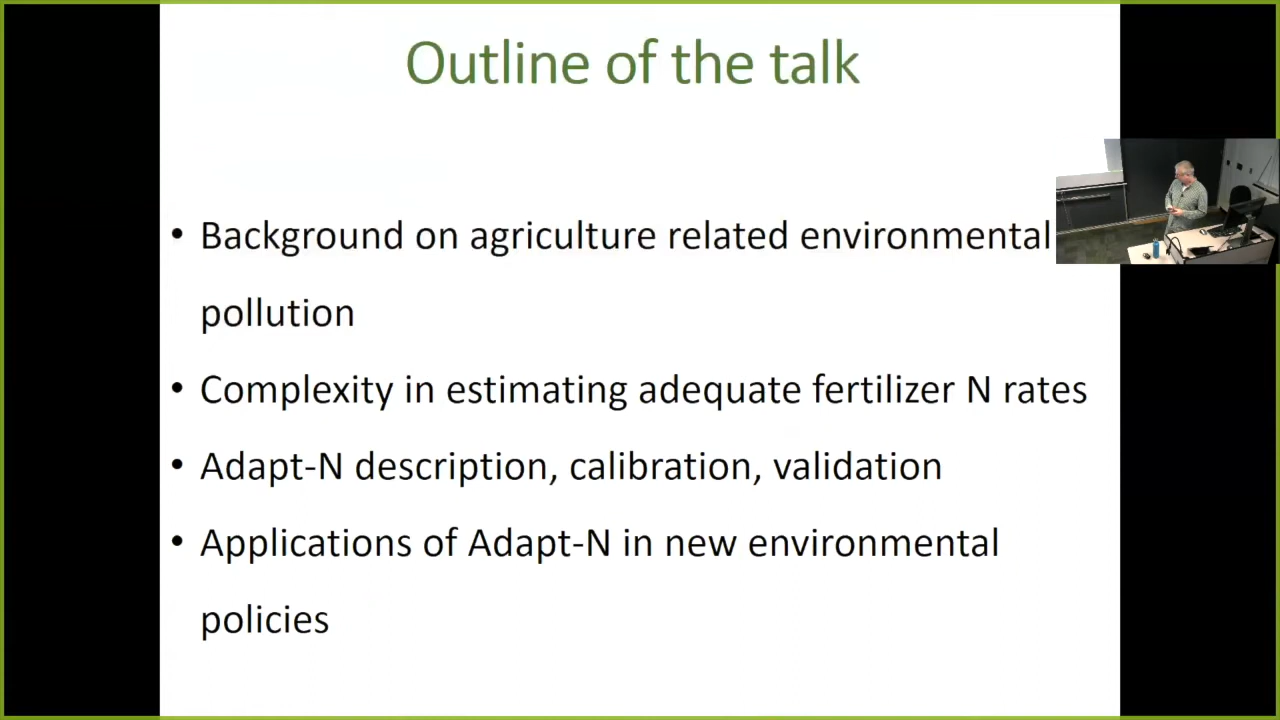 Outline of the talk
• Background on agriculture related environmental
pollution
• Complexity in estimating adequate fertilizer N rates
• Adapt-N description, calibration, validation
• Applications of Adapt-N in new environmental
policies